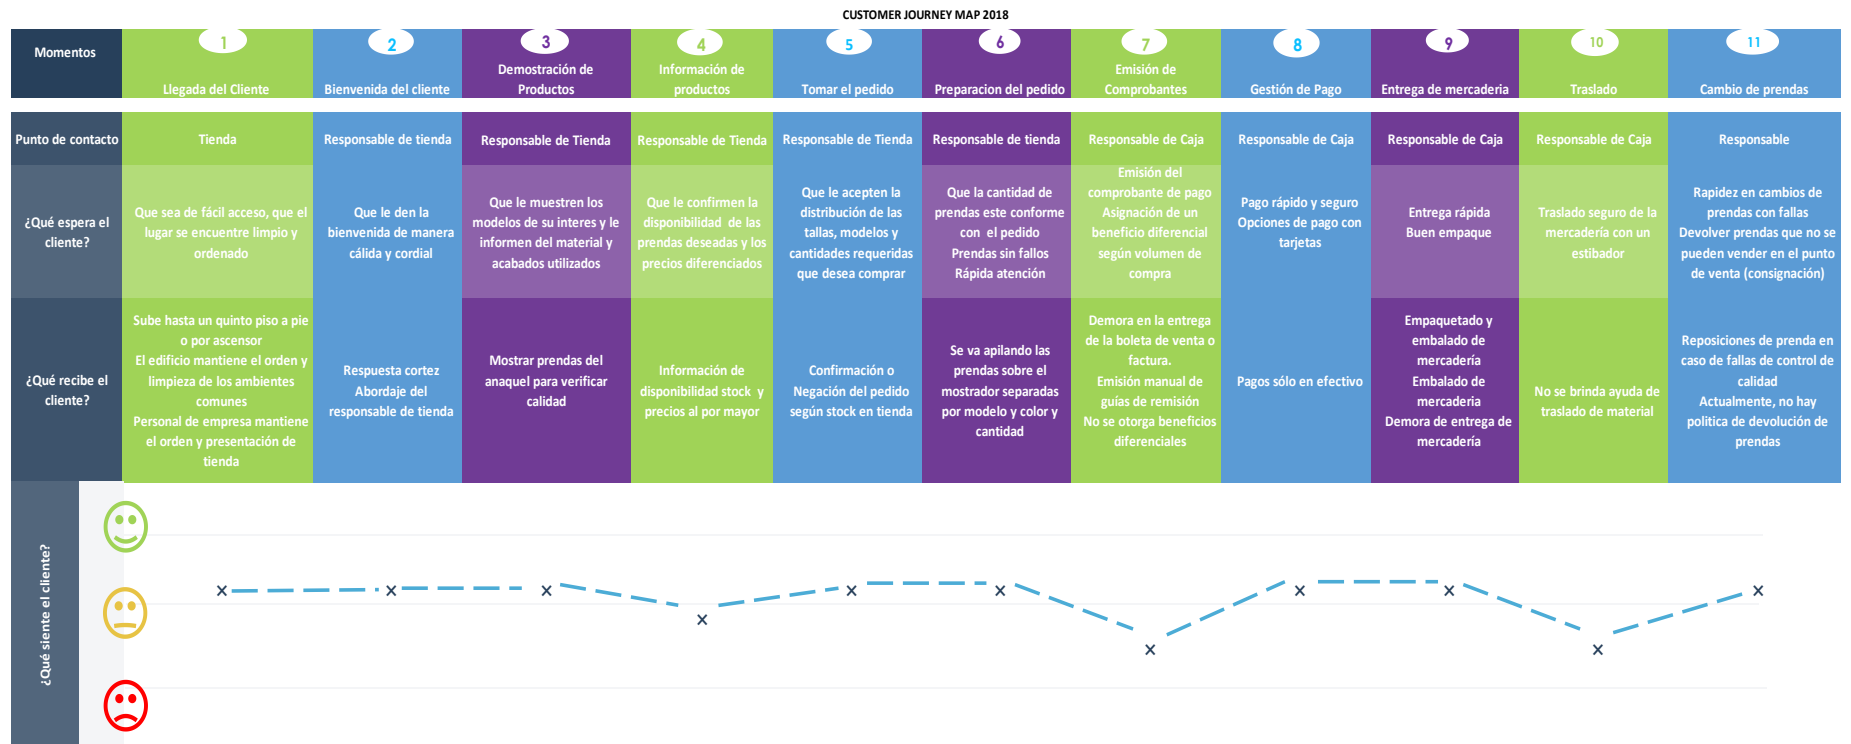 CUSTOMER JOURNEY MAP 2018
Momentos
1
Llegada del Cliente
2
Bienvenida del cliente
3
Demostración de
Productos
4
Información de
productos
5
Tomar el pedido
6
Preparacion del pedido
7
Emisión de
Comprobantes
8
Gestión de Pago
9
Entrega de mercaderia
10
Traslado
11
Cambio de prendas
Punto de contacto
Tienda
Responsable de tienda
Responsable de Tienda
Responsable de Tienda
Responsable de Tienda
Responsable de tienda
Responsable de Caja
Responsable de Caja
Responsable de Caja
Responsable de Caja
Responsable
¿Qué espera el
cliente?
Que sea de fácil acceso, que el
lugar se encuentre limpio y
ordenado
Que le den la
bienvenida de manera
cálida y cordial
Que le muestren los
modelos de su interes y le
informen del material y
acabados utilizados
Que le confirmen la
disponibilidad de las
prendas deseadas y los
precios diferenciados
Que le acepten la
distribución de las
tallas, modelos y
cantidades requeridas
que desea comprar
Que la cantidad de
prendas este conforme
con el pedido
Prendas sin fallos
Rápida atención
Emisión del
comprobante de pago
Asignación de un
beneficio diferencial
según volumen de
compra
Pago rápido y seguro
Opciones de pago con
tarjetas
Entrega rápida
Buen empaque
Traslado seguro de la
mercadería con un
estibador
Rapidez en cambios de
prendas con fallas
Devolver prendas que no se
pueden vender en el punto
de venta (consignación)
¿Qué recibe el
cliente?
Sube hasta un quinto piso a pie
o por ascensor
El edificio mantiene el orden y
limpieza de los ambientes
comunes
Personal de empresa mantiene
el orden y presentación de
tienda
Respuesta cortez
Abordaje del
responsable de tienda
Mostrar prendas del
anaquel para verificar
calidad
Información de
disponibilidad stock y
precios al por mayor
Confirmación o
Negación del pedido
según stock en tienda
Se va apilando las
prendas sobre el
mostrador separadas
por modelo y color y
cantidad
Demora en la entrega
de la boleta de venta o
factura.
Emisión manual de
guías de remisión
No se otorga beneficios
diferenciales
Pagos sólo en efectivo
Empaquetado y
embalado de
mercadería
Embalado de
mercaderia
Demora de entrega de
mercadería
No se brinda ayuda de
traslado de material
Reposiciones de prenda en
caso de fallas de control de
calidad
Actualmente, no hay
politica de devolución de
prendas
¿Qué siente el cliente?